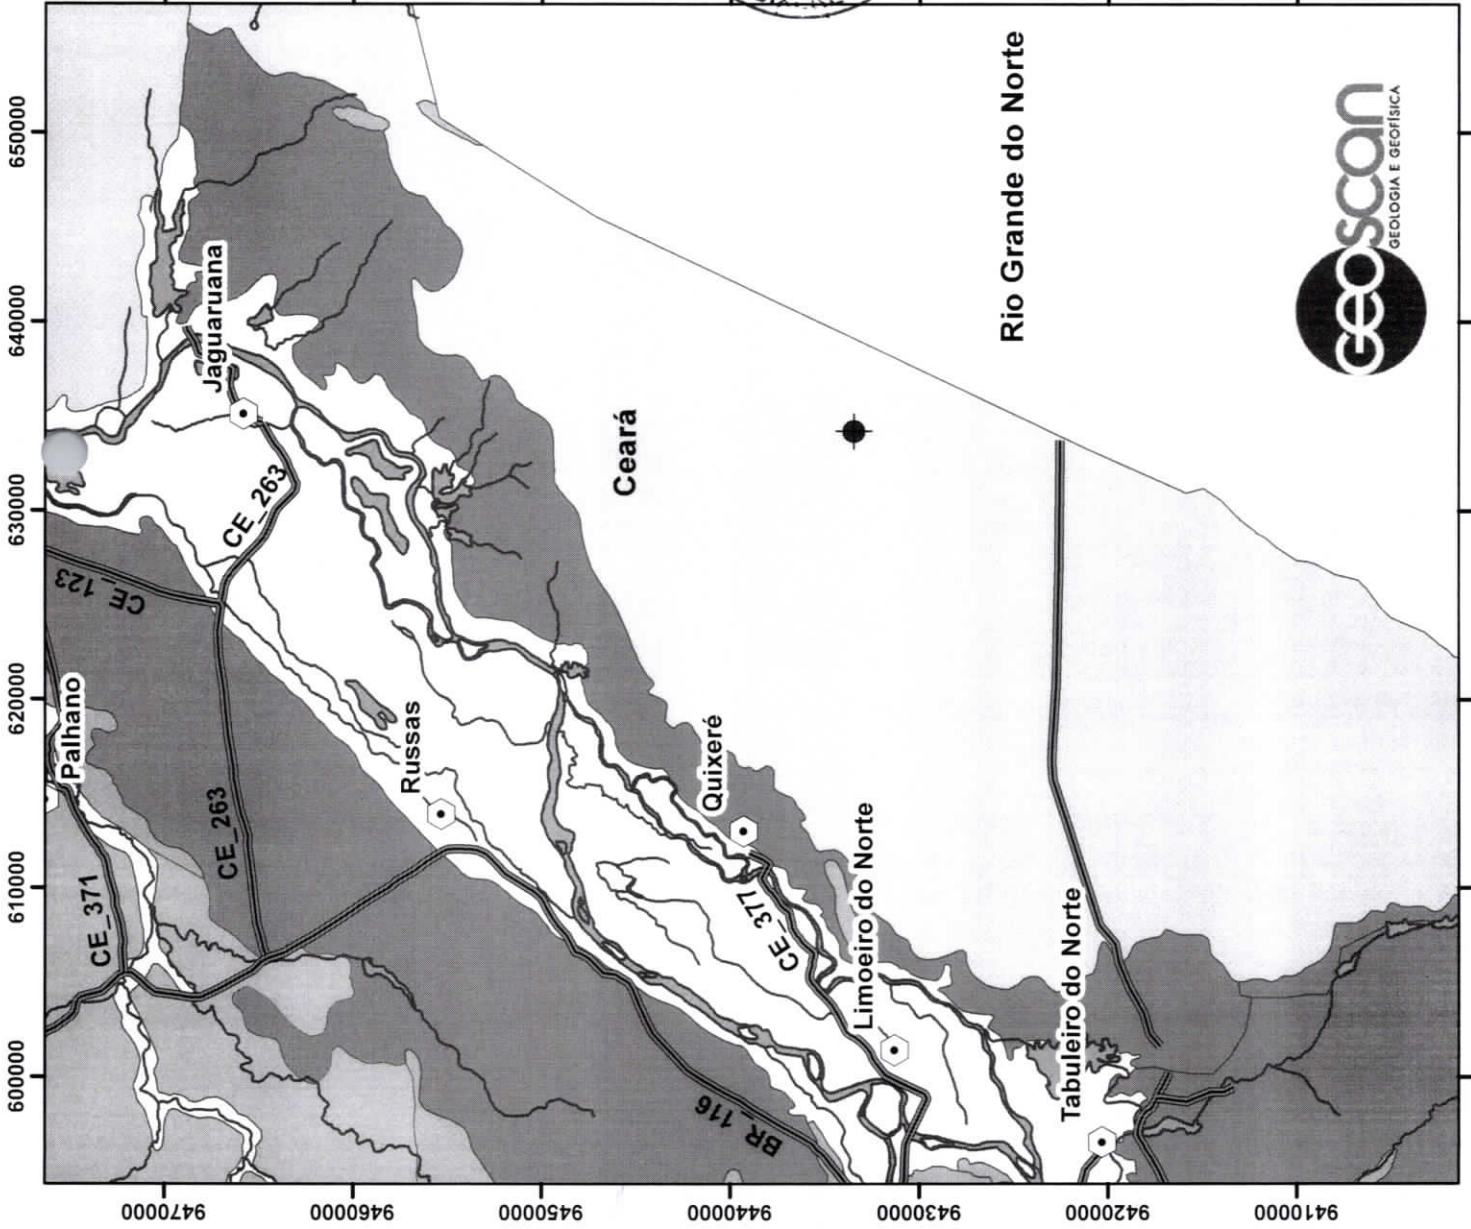 650000
640000
630000
620000
610000
600000
9470000
9460000
9450000
9440000
9430000
9420000
9410000
Rio Grande do Norte
Ceará
Jaguaruana
CE_263
CE_123
Palhano
Russas
CE_263
CE_371
Quixeré
CE_377
Limoeiro do Norte
Tabuleiro do Norte
BR_116
Geoscan
GEOLOGIA E GEOFÍSICA